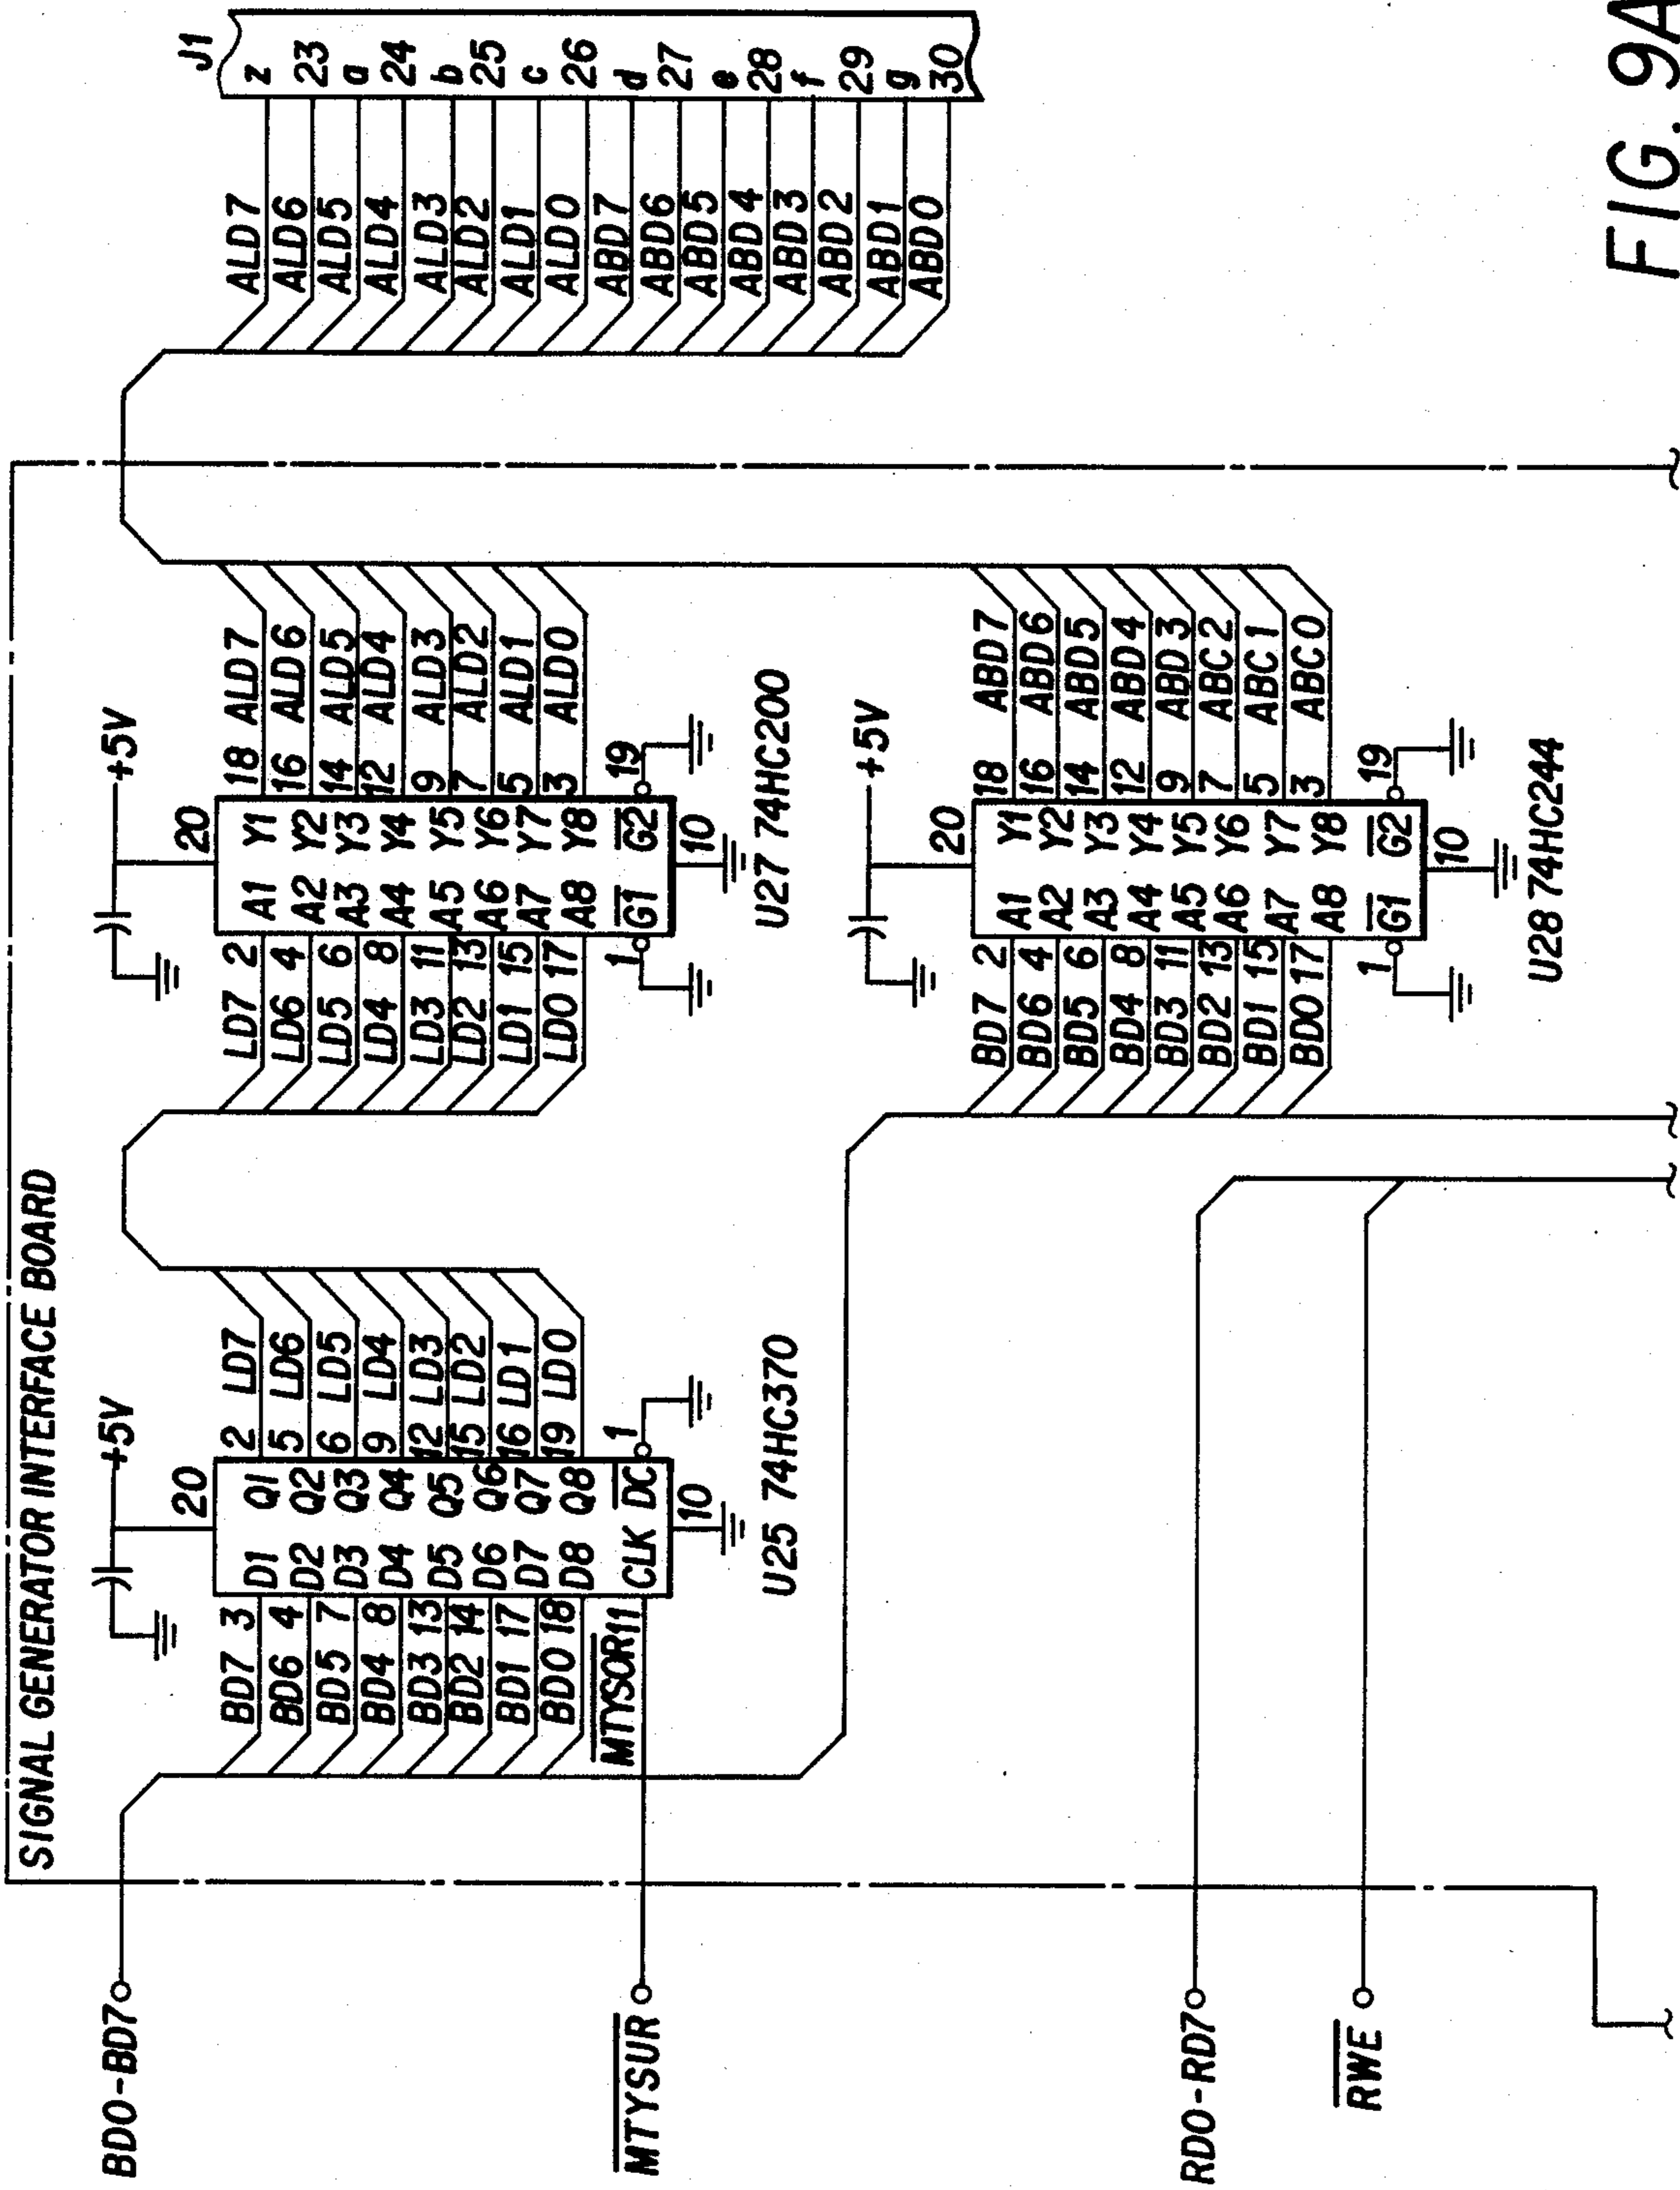 SIGNAL GENERATOR INTERFACE BOARD
BD0-BD7
MTYSUR
RD0-RD7
RWE
+5V
20
BD7 3 D1 Q1 2 LD7
BD6 4 D2 Q2 5 LD6
BD5 7 D3 Q3 6 LD5
BD4 8 D4 Q4 9 LD4
BD3 13 D5 Q5 12 LD3
BD2 14 D6 Q6 15 LD2
BD1 17 D7 Q7 16 LD1
BD0 18 D8 Q8 19 LD0
MTYSOR 11 CLK DC 1
10
U25 74HC370
+5V
20
LD7 2 A1 Y1 18 ALD7
LD6 4 A2 Y2 16 ALD6
LD5 6 A3 Y3 14 ALD5
LD4 8 A4 Y4 12 ALD4
LD3 11 A5 Y5 9 ALD3
LD2 13 A6 Y6 7 ALD2
LD1 15 A7 Y7 5 ALD1
LD0 17 A8 Y8 3 ALD0
1 G1 G2 19
10
U27 74HC200
+5V
20
BD7 2 A1 Y1 18 ABD7
BD6 4 A2 Y2 16 ABD6
BD5 6 A3 Y3 14 ABD5
BD4 8 A4 Y4 12 ABD4
BD3 11 A5 Y5 9 ABD3
BD2 13 A6 Y6 7 ABC2
BD1 15 A7 Y7 5 ABC1
BD0 17 A8 Y8 3 ABC0
1 G1 G2 19
10
U28 74HC244
J1
ALD7 z
ALD6 23
ALD5 a
ALD4 24
ALD3 b
ALD2 25
ALD1 c
ALD0 26
ABD7 d
ABD6 27
ABD5 e
ABD4 28
ABD3 f
ABD2 29
ABD1 g
ABD0 30
FIG. 9A